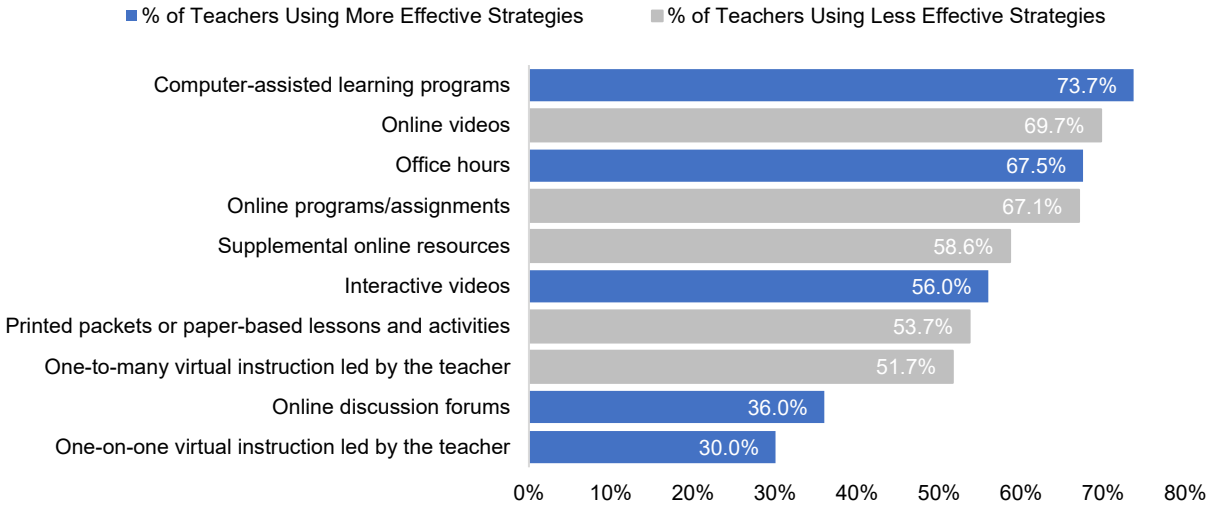 % of Teachers Using More Effective Strategies
% of Teachers Using Less Effective Strategies
Computer-assisted learning programs 73.7%
Online videos 69.7%
Office hours 67.5%
Online programs/assignments 67.1%
Supplemental online resources 58.6%
Interactive videos 56.0%
Printed packets or paper-based lessons and activities 53.7%
One-to-many virtual instruction led by the teacher 51.7%
Online discussion forums 36.0%
One-on-one virtual instruction led by the teacher 30.0%
0% 10% 20% 30% 40% 50% 60% 70% 80%